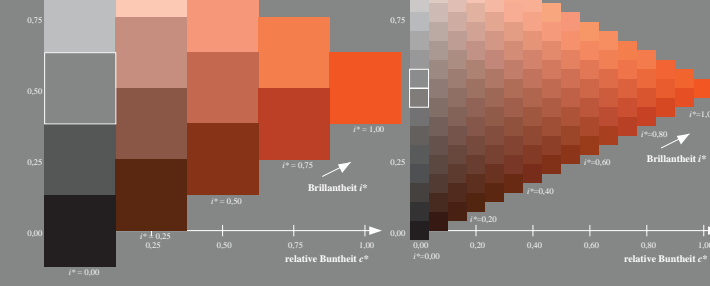 0,75
0,50
0,25
0,00
i* = 1,00
i* = 0,75
Brillantheit i*
i* = 0,50
i* = 0,25
0,25
0,50
0,75
1,00
relative Buntheit c*
i* = 0,00
0,75
0,25
0,00
i*=1,0
i*=0,80
Brillantheit i*
i*=0,60
i*=0,40
i*=0,20
0,00
0,20
0,40
0,60
0,80
1,00
relative Buntheit c*
i*=0,00